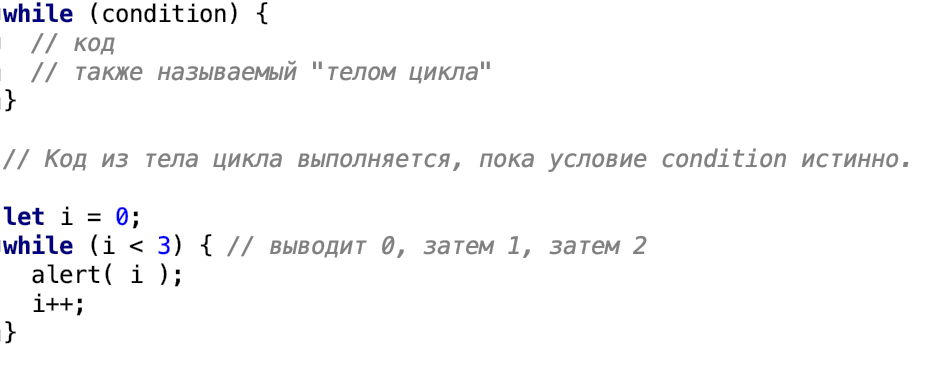 while (condition) {
// код
// также называемый "телом цикла"
}
// Код из тела цикла выполняется, пока условие condition истинно.
let i = 0;
while (i < 3) { // выводит 0, затем 1, затем 2
alert( i );
i++;
}